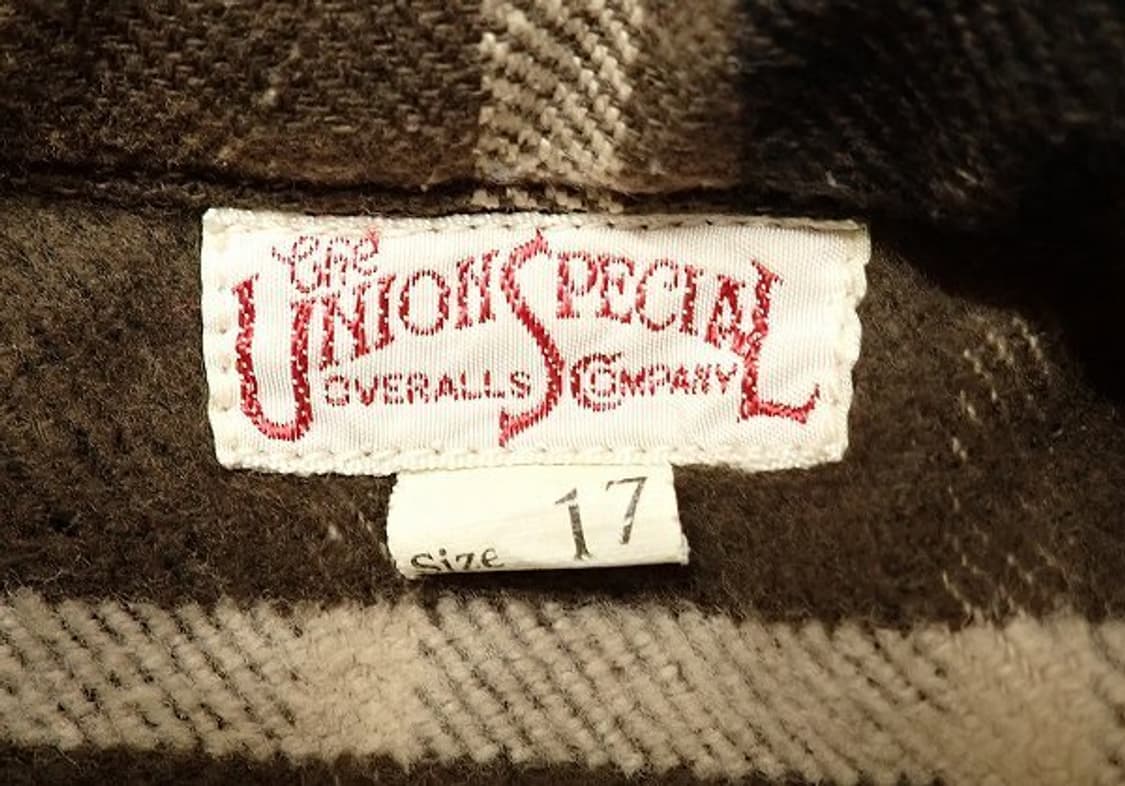 The
UNION SPECIAL
OVERALLS COMPANY
Size 17